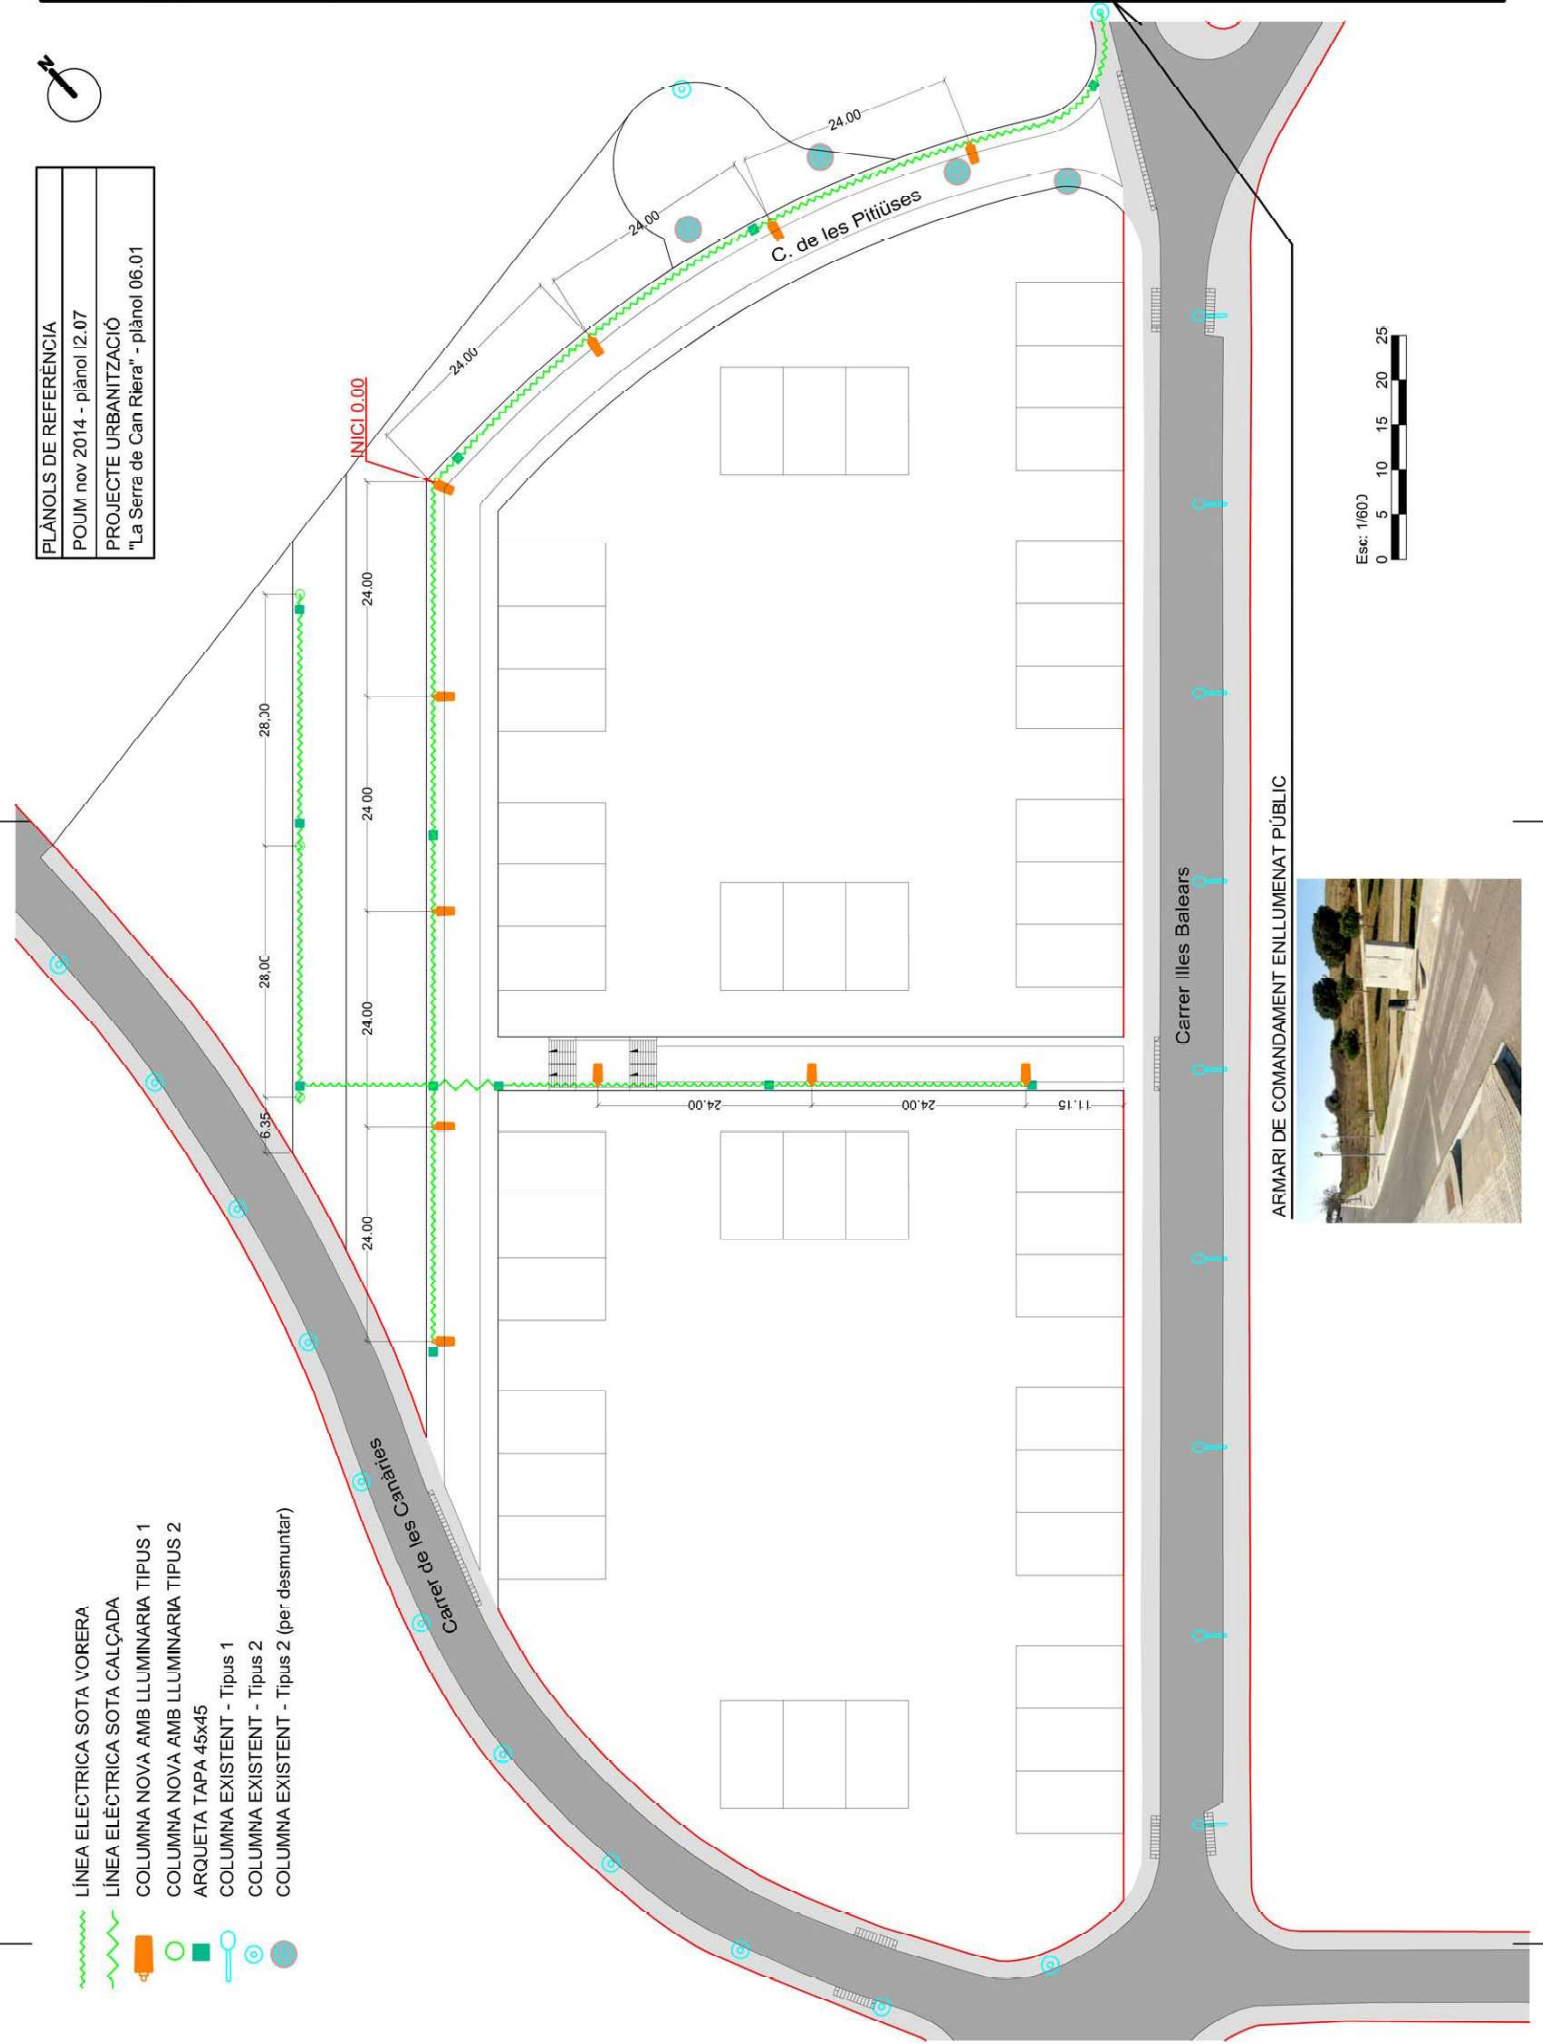 N
PLÀNOLS DE REFERÈNCIA
POUM nov 2014 - plànol I2.07
PROJECTE URBANITZACIÓ
"La Serra de Can Riera" - plànol 06.01
LÍNEA ELECTRICA SOTA VORERA
LÍNEA ELÈCTRICA SOTA CALÇADA
COLUMNA NOVA AMB LLUMINARIA TIPUS 1
COLUMNA NOVA AMB LLUMINARIA TIPUS 2
ARQUETA TAPA 45x45
COLUMNA EXISTENT - Tipus 1
COLUMNA EXISTENT - Tipus 2
COLUMNA EXISTENT - Tipus 2 (per desmuntar)
6.35
28,00
28,00
INICI 0.00
24.00
24.00
24.00
24.00
24.00
24.00
24.00
C. de les Pitiüses
Carrer de les Canàries
24.00
24.00
11.15
Carrer Illes Balears
ARMARI DE COMANDAMENT ENLLUMENAT PÚBLIC
Esc: 1/600
0 5 10 15 20 25